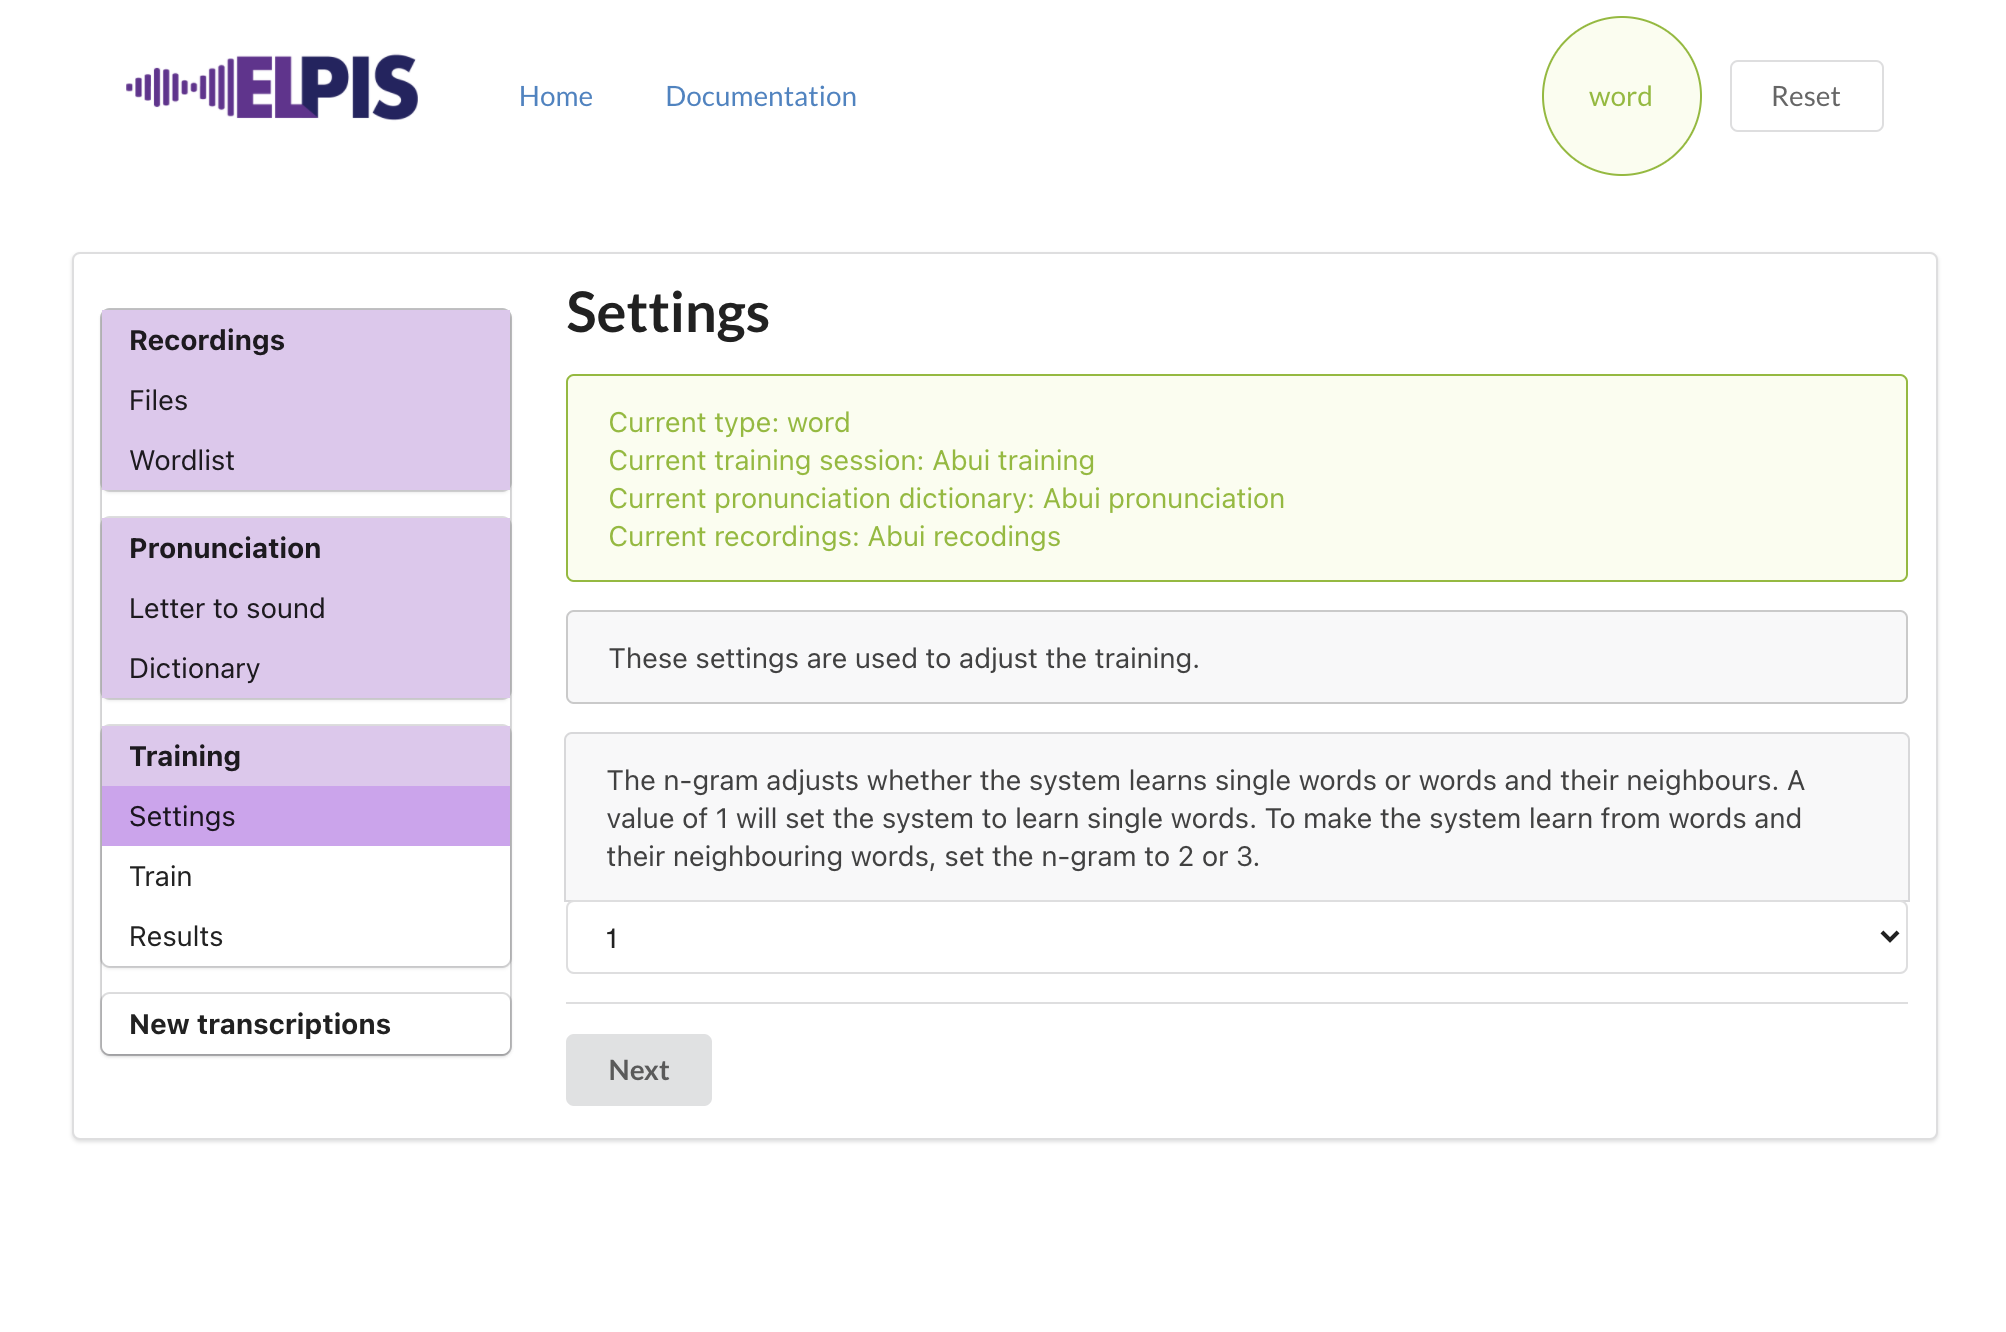 ELPIS
Home
Documentation
word
Reset
Recordings
Files
Wordlist
Pronunciation
Letter to sound
Dictionary
Training
Settings
Train
Results
New transcriptions
Settings
Current type: word
Current training session: Abui training
Current pronunciation dictionary: Abui pronunciation
Current recordings: Abui recodings
These settings are used to adjust the training.
The n-gram adjusts whether the system learns single words or words and their neighbours. A
value of 1 will set the system to learn single words. To make the system learn from words and
their neighbouring words, set the n-gram to 2 or 3.
1
Next